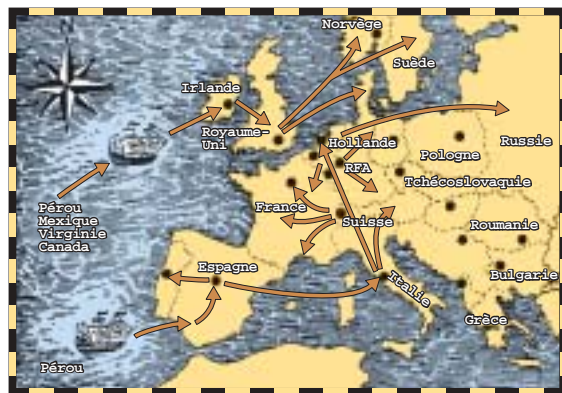 Norvège
Suède
Irlande
Royaume-
Uni
Hollande
Russie
Pologne
RFA
Tchécoslovaquie
Pérou
Mexique
Virginie
Canada
France
Suisse
Roumanie
Espagne
Italie
Bulgarie
Grèce
Pérou